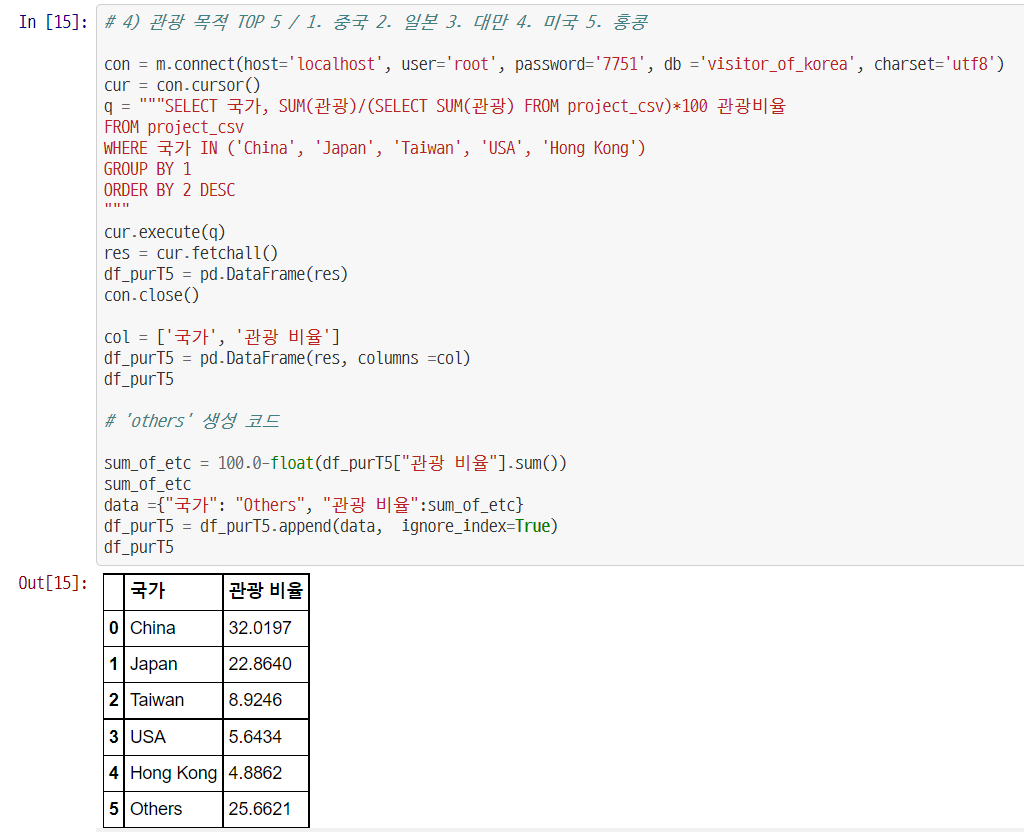 In [15]:
# 4) 관광 목적 TOP 5 / 1. 중국 2. 일본 3. 대만 4. 미국 5. 홍콩
con = m.connect(host='localhost', user='root', password='7751', db ='visitor_of_korea', charset='utf8')
cur = con.cursor()
q = """SELECT 국가, SUM(관광)/(SELECT SUM(관광) FROM project_csv)*100 관광비율
FROM project_csv
WHERE 국가 IN ('China', 'Japan', 'Taiwan', 'USA', 'Hong Kong')
GROUP BY 1
ORDER BY 2 DESC
"""
cur.execute(q)
res = cur.fetchall()
df_purT5 = pd.DataFrame(res)
con.close()
col = ['국가', '관광 비율']
df_purT5 = pd.DataFrame(res, columns =col)
df_purT5
# 'others' 생성 코드
sum_of_etc = 100.0-float(df_purT5["관광 비율"].sum())
sum_of_etc
data ={"국가": "Others", "관광 비율":sum_of_etc}
df_purT5 = df_purT5.append(data, ignore_index=True)
df_purT5
Out[15]:
국가 관광 비율
0 China 32.0197
1 Japan 22.8640
2 Taiwan 8.9246
3 USA 5.6434
4 Hong Kong 4.8862
5 Others 25.6621